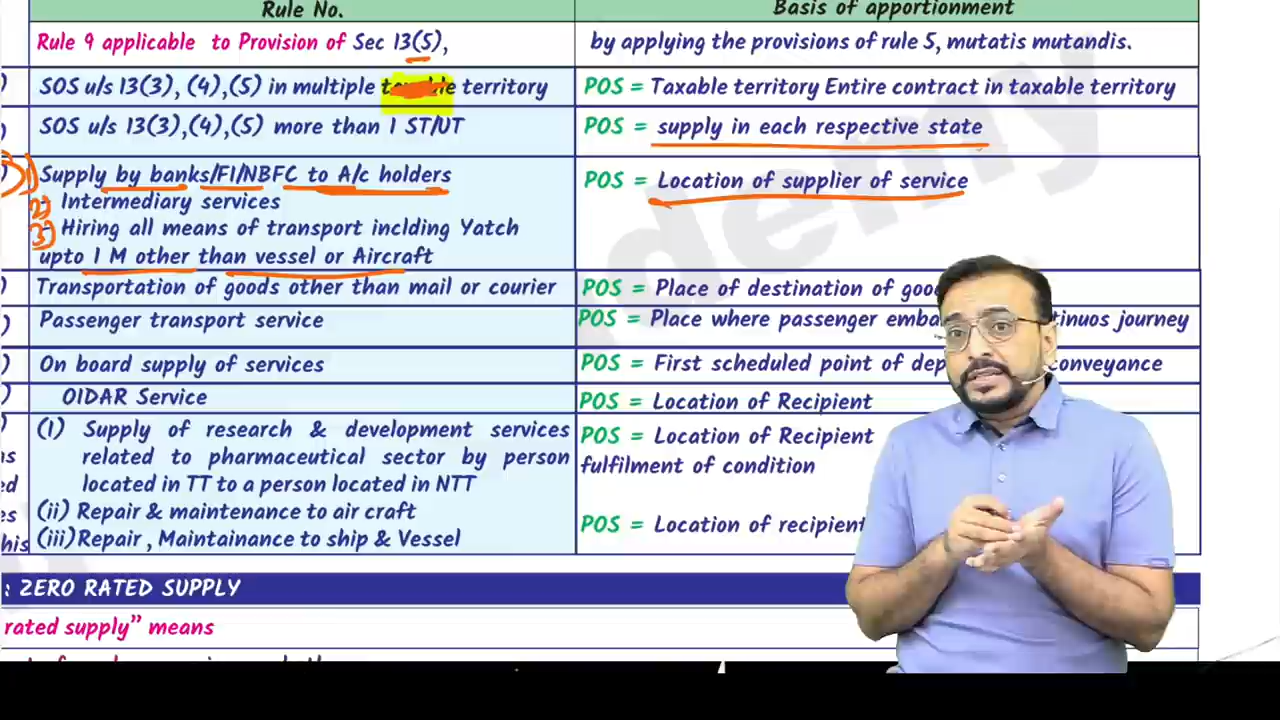 Rule No.
Basis of apportionment
Rule 9 applicable to Provision of Sec 13(5),
by applying the provisions of rule 5, mutatis mutandis.
SOS u/s 13(3), (4),(5) in multiple taxable territory
POS = Taxable territory Entire contract in taxable territory
SOS u/s 13(3),(4),(5) more than 1 ST/UT
POS = supply in each respective state
Supply by banks/FI/NBFC to A/c holders
POS = Location of supplier of service
2) Intermediary services
3) - Hiring all means of transport inclding Yatch
upto 1 M other than vessel or Aircraft
Transportation of goods other than mail or courier
POS = Place of destination of goo
Passenger transport service
POS = Place where passenger emba tinuos journey
On board supply of services
POS = First scheduled point of dep conveyance
OIDAR Service
POS = Location of Recipient
(I) Supply of research & development services
related to pharmaceutical sector by person
located in TT to a person located in NTT
POS = Location of Recipient
fulfilment of condition
(ii) Repair & maintenance to air craft
(iii) Repair, Maintainance to ship & Vessel
POS = Location of recipient
: ZERO RATED SUPPLY
rated supply” means